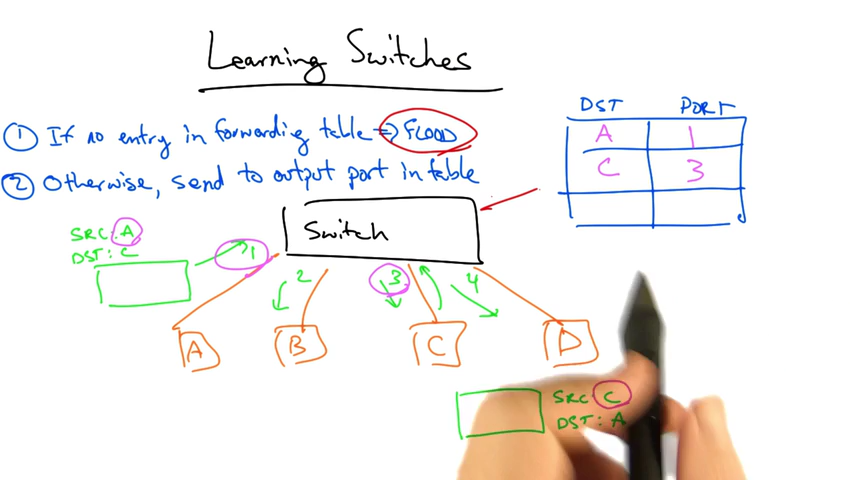 Learning Switches
① If no entry in forwarding table => FLOOD
② Otherwise, send to output port in table
DST PORT
A 1
C 3
SRC: A
DST: C
Switch
1 2 3 4
A B C D
SRC: C
DST: A